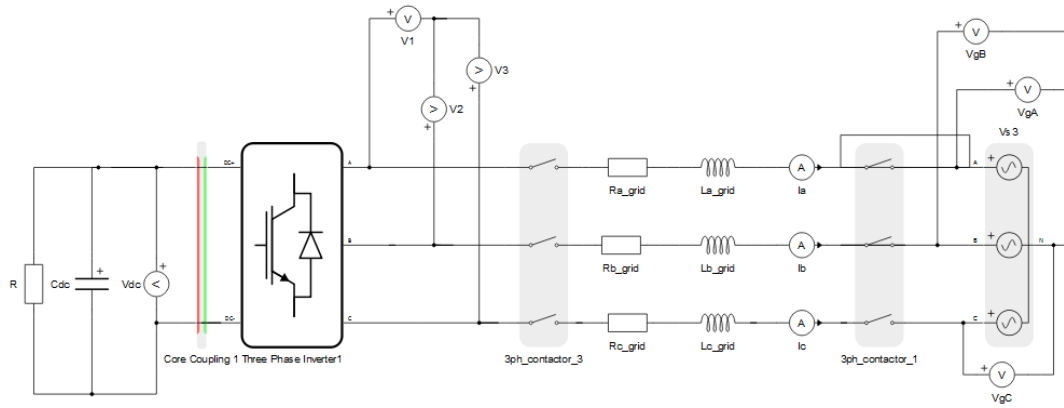 V
V1
V
VgB
V3
V2
V
VgA
Vs 3
DC+
A
A
A
Ra_grid
La_grid
Ia
B
A
B
N
Rb_grid
Lb_grid
Ib
R
Cdc
Vdc
DC-
C
A
C
Core Coupling 1
Three Phase Inverter1
3ph_contactor_3
Rc_grid
Lc_grid
Ic
3ph_contactor_1
V
VgC